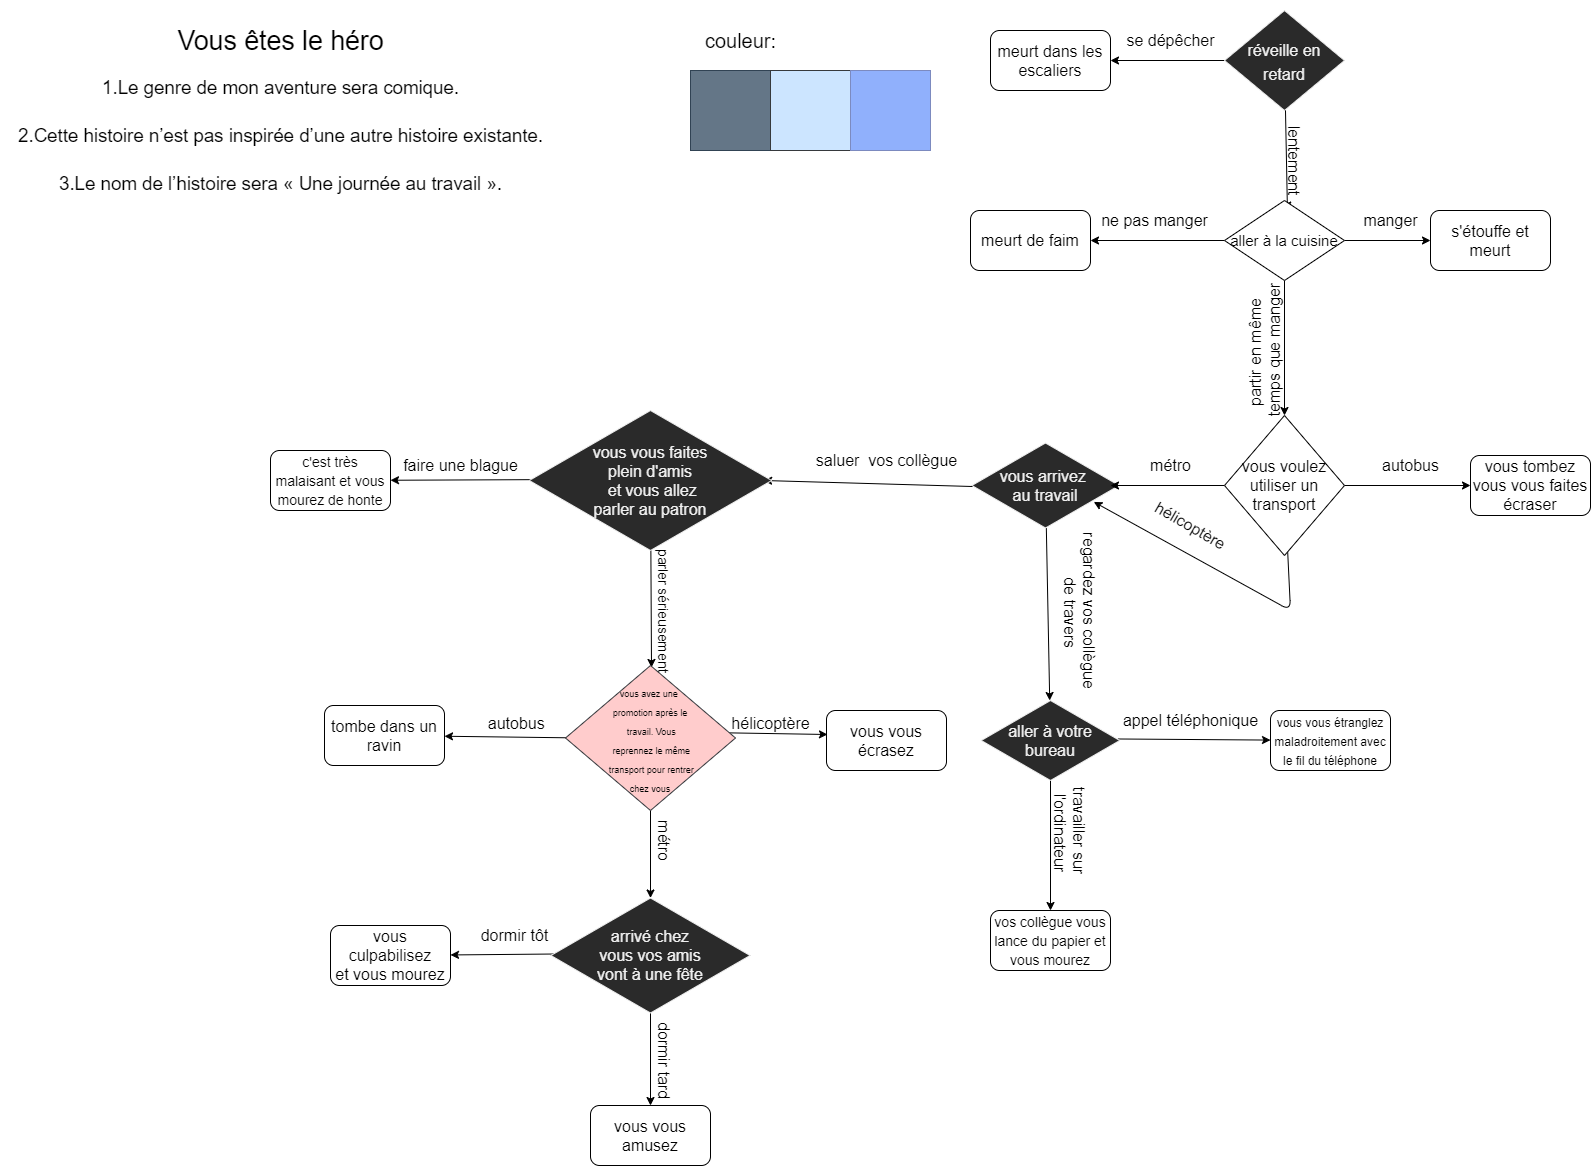 Vous êtes le héro
1.Le genre de mon aventure sera comique.
2.Cette histoire n’est pas inspirée d’une autre histoire existante.
3.Le nom de l’histoire sera « Une journée au travail ».
couleur:
réveille en
retard
se dépêcher
meurt dans les
escaliers
lentement
aller à la cuisine
ne pas manger
meurt de faim
manger
s'étouffe et
meurt
partir en même
temps que manger
vous voulez
utiliser un
transport
autobus
vous tombez
vous vous faites
écraser
métro
hélicoptère
vous arrivez
au travail
saluer  vos collègue
regardez vos collègue
de travers
vous vous faites
plein d'amis
et vous allez
parler au patron
faire une blague
c'est très
malaisant et vous
mourez de honte
parler sérieusement
aller à votre
bureau
appel téléphonique
vous vous étranglez
maladroitement avec
le fil du téléphone
travailler sur
l'ordinateur
vos collègue vous
lance du papier et
vous mourez
vous avez une
promotion après le
travail. Vous
reprennez le même
transport pour rentrer
chez vous
autobus
tombe dans un
ravin
hélicoptère
vous vous
écrasez
métro
arrivé chez
vous vos amis
vont à une fête
dormir tôt
vous
culpabilisez
et vous mourez
dormir tard
vous vous
amusez